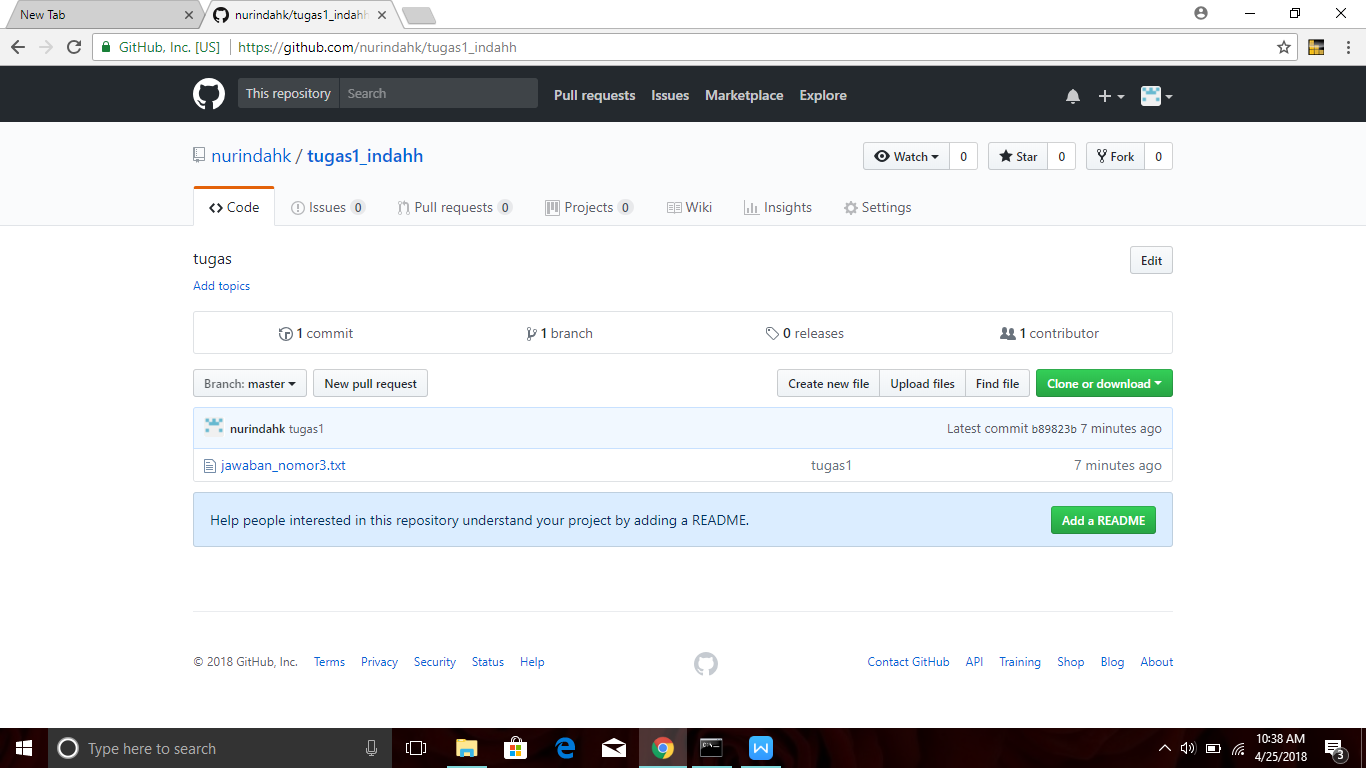 New Tab
nurindahk/tugas1_indahh
GitHub, Inc. [US] https://github.com/nurindahk/tugas1_indahh
This repository Search Pull requests Issues Marketplace Explore
nurindahk / tugas1_indahh Watch 0 Star 0 Fork 0
Code Issues 0 Pull requests 0 Projects 0 Wiki Insights Settings
tugas Edit
Add topics
1 commit 1 branch 0 releases 1 contributor
Branch: master New pull request Create new file Upload files Find file Clone or download
nurindahk tugas1 Latest commit b89823b 7 minutes ago
jawaban_nomor3.txt tugas1 7 minutes ago
Help people interested in this repository understand your project by adding a README. Add a README
© 2018 GitHub, Inc. Terms Privacy Security Status Help Contact GitHub API Training Shop Blog About
Type here to search
10:38 AM
4/25/2018
3